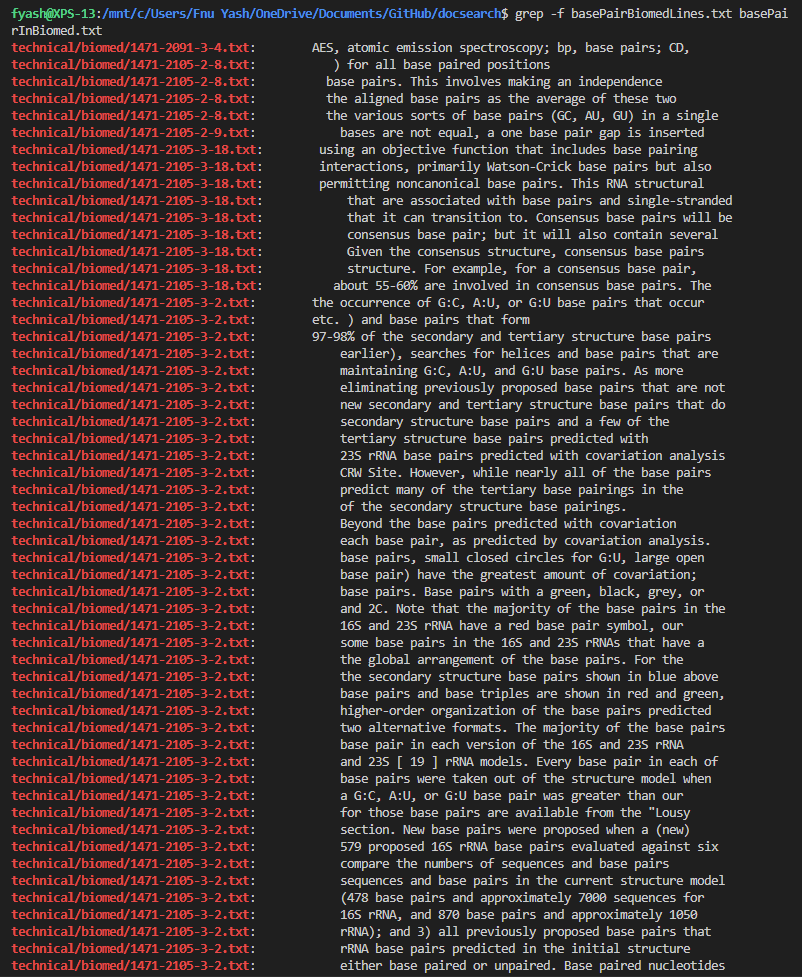 fyash@XPS-13:/mnt/c/Users/Fnu Yash/OneDrive/Documents/GitHub/docsearch$ grep -f basePairBiomedLines.txt basePai
rInBiomed.txt
technical/biomed/1471-2091-3-4.txt: AES, atomic emission spectroscopy; bp, base pairs; CD,
technical/biomed/1471-2105-2-8.txt: ) for all base paired positions
technical/biomed/1471-2105-2-8.txt: base pairs. This involves making an independence
technical/biomed/1471-2105-2-8.txt: the aligned base pairs as the average of these two
technical/biomed/1471-2105-2-8.txt: the various sorts of base pairs (GC, AU, GU) in a single
technical/biomed/1471-2105-2-9.txt: bases are not equal, a one base pair gap is inserted
technical/biomed/1471-2105-3-18.txt: using an objective function that includes base pairing
technical/biomed/1471-2105-3-18.txt: interactions, primarily Watson-Crick base pairs but also
technical/biomed/1471-2105-3-18.txt: permitting noncanonical base pairs. This RNA structural
technical/biomed/1471-2105-3-18.txt: that are associated with base pairs and single-stranded
technical/biomed/1471-2105-3-18.txt: that it can transition to. Consensus base pairs will be
technical/biomed/1471-2105-3-18.txt: consensus base pair; but it will also contain several
technical/biomed/1471-2105-3-18.txt: Given the consensus structure, consensus base pairs
technical/biomed/1471-2105-3-18.txt: structure. For example, for a consensus base pair,
technical/biomed/1471-2105-3-18.txt: about 55-60% are involved in consensus base pairs. The
technical/biomed/1471-2105-3-2.txt: the occurrence of G:C, A:U, or G:U base pairs that occur
technical/biomed/1471-2105-3-2.txt: etc. ) and base pairs that form
technical/biomed/1471-2105-3-2.txt: 97-98% of the secondary and tertiary structure base pairs
technical/biomed/1471-2105-3-2.txt: earlier), searches for helices and base pairs that are
technical/biomed/1471-2105-3-2.txt: maintaining G:C, A:U, and G:U base pairs. As more
technical/biomed/1471-2105-3-2.txt: eliminating previously proposed base pairs that are not
technical/biomed/1471-2105-3-2.txt: new secondary and tertiary structure base pairs that do
technical/biomed/1471-2105-3-2.txt: secondary structure base pairs and a few of the
technical/biomed/1471-2105-3-2.txt: tertiary structure base pairs predicted with
technical/biomed/1471-2105-3-2.txt: 23S rRNA base pairs predicted with covariation analysis
technical/biomed/1471-2105-3-2.txt: CRW Site. However, while nearly all of the base pairs
technical/biomed/1471-2105-3-2.txt: predict many of the tertiary base pairings in the
technical/biomed/1471-2105-3-2.txt: of the secondary structure base pairings.
technical/biomed/1471-2105-3-2.txt: Beyond the base pairs predicted with covariation
technical/biomed/1471-2105-3-2.txt: each base pair, as predicted by covariation analysis.
technical/biomed/1471-2105-3-2.txt: base pairs, small closed circles for G:U, large open
technical/biomed/1471-2105-3-2.txt: base pair) have the greatest amount of covariation;
technical/biomed/1471-2105-3-2.txt: base pairs. Base pairs with a green, black, grey, or
technical/biomed/1471-2105-3-2.txt: and 2C. Note that the majority of the base pairs in the
technical/biomed/1471-2105-3-2.txt: 16S and 23S rRNA have a red base pair symbol, our
technical/biomed/1471-2105-3-2.txt: some base pairs in the 16S and 23S rRNAs that have a
technical/biomed/1471-2105-3-2.txt: the global arrangement of the base pairs. For the
technical/biomed/1471-2105-3-2.txt: the secondary structure base pairs shown in blue above
technical/biomed/1471-2105-3-2.txt: base pairs and base triples are shown in red and green,
technical/biomed/1471-2105-3-2.txt: higher-order organization of the base pairs predicted
technical/biomed/1471-2105-3-2.txt: two alternative formats. The majority of the base pairs
technical/biomed/1471-2105-3-2.txt: base pair in each version of the 16S and 23S rRNA
technical/biomed/1471-2105-3-2.txt: and 23S [ 19 ] rRNA models. Every base pair in each of
technical/biomed/1471-2105-3-2.txt: base pairs were taken out of the structure model when
technical/biomed/1471-2105-3-2.txt: a G:C, A:U, or G:U base pair was greater than our
technical/biomed/1471-2105-3-2.txt: for those base pairs are available from the "Lousy
technical/biomed/1471-2105-3-2.txt: section. New base pairs were proposed when a (new)
technical/biomed/1471-2105-3-2.txt: 579 proposed 16S rRNA base pairs evaluated against six
technical/biomed/1471-2105-3-2.txt: compare the numbers of sequences and base pairs
technical/biomed/1471-2105-3-2.txt: sequences and base pairs in the current structure model
technical/biomed/1471-2105-3-2.txt: (478 base pairs and approximately 7000 sequences for
technical/biomed/1471-2105-3-2.txt: 16S rRNA, and 870 base pairs and approximately 1050
technical/biomed/1471-2105-3-2.txt: rRNA); and 3) all previously proposed base pairs that
technical/biomed/1471-2105-3-2.txt: rRNA base pairs predicted in the initial structure
technical/biomed/1471-2105-3-2.txt: either base paired or unpaired. Base paired nucleotides